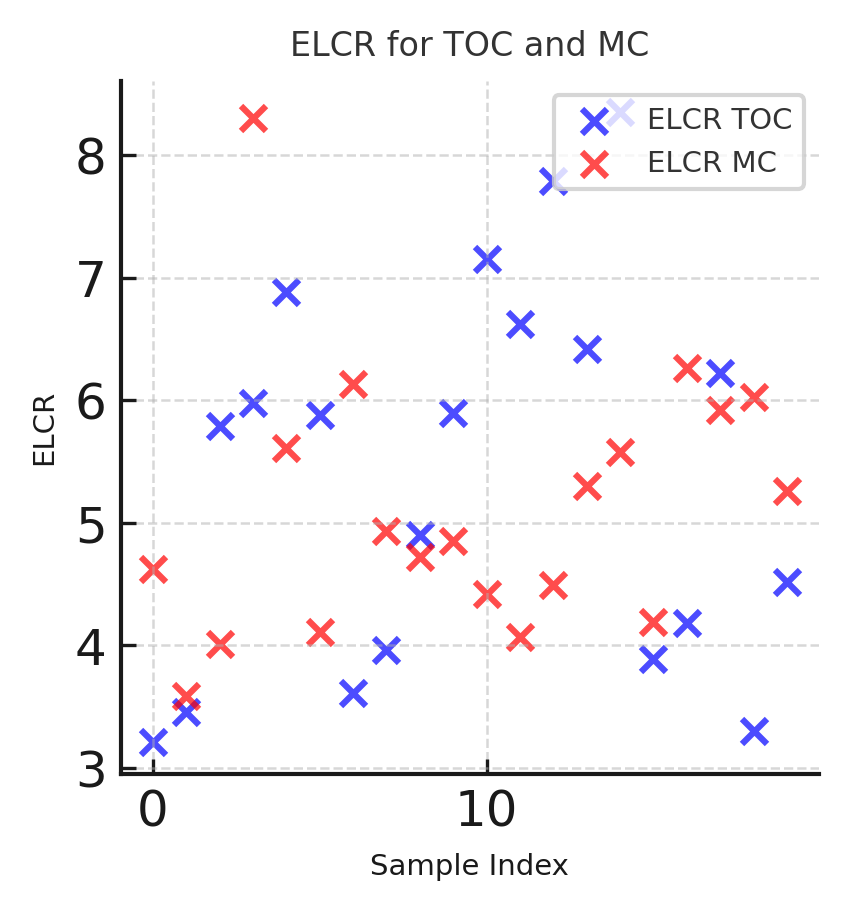 ELCR for TOC and MC
ELCR TOC
ELCR MC
8
7
6
5
4
3
ELCR
0 10
Sample Index